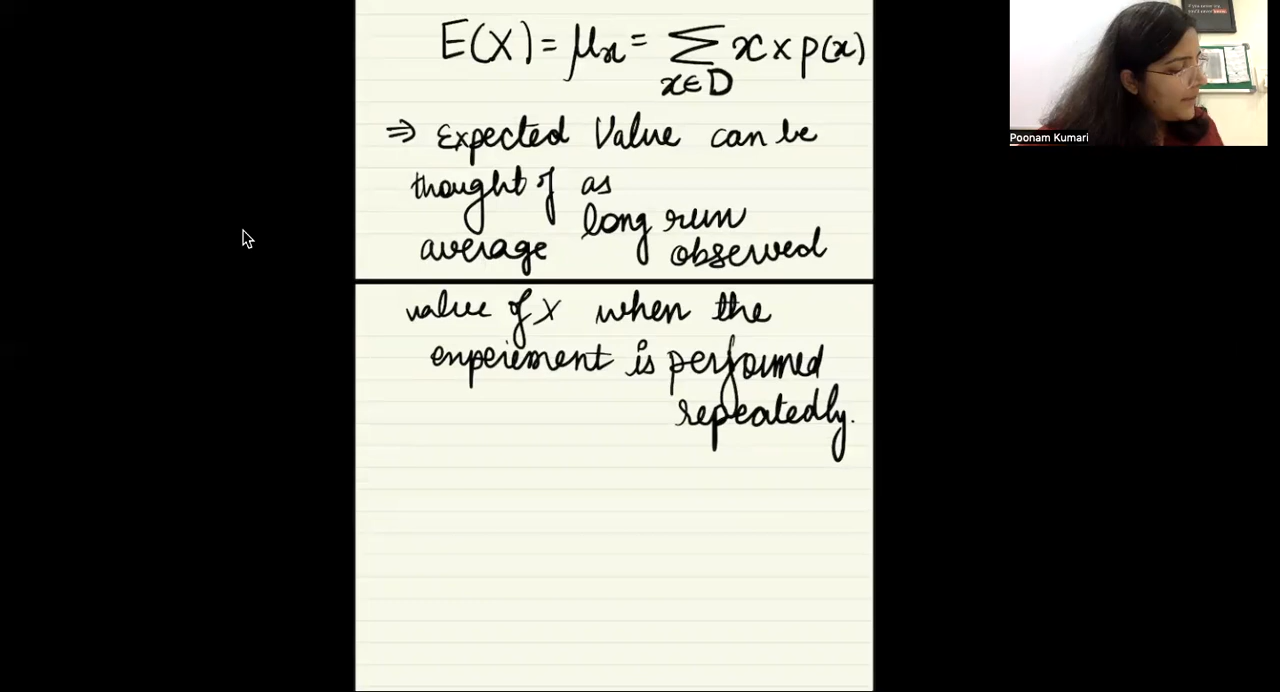 E(X) = μx = Σ x × p(x)
x∈D
⇒ Expected Value can be
thought of as
long run
average observed
value of X when the
experiement is performed
repeatedly.
Poonam Kumari